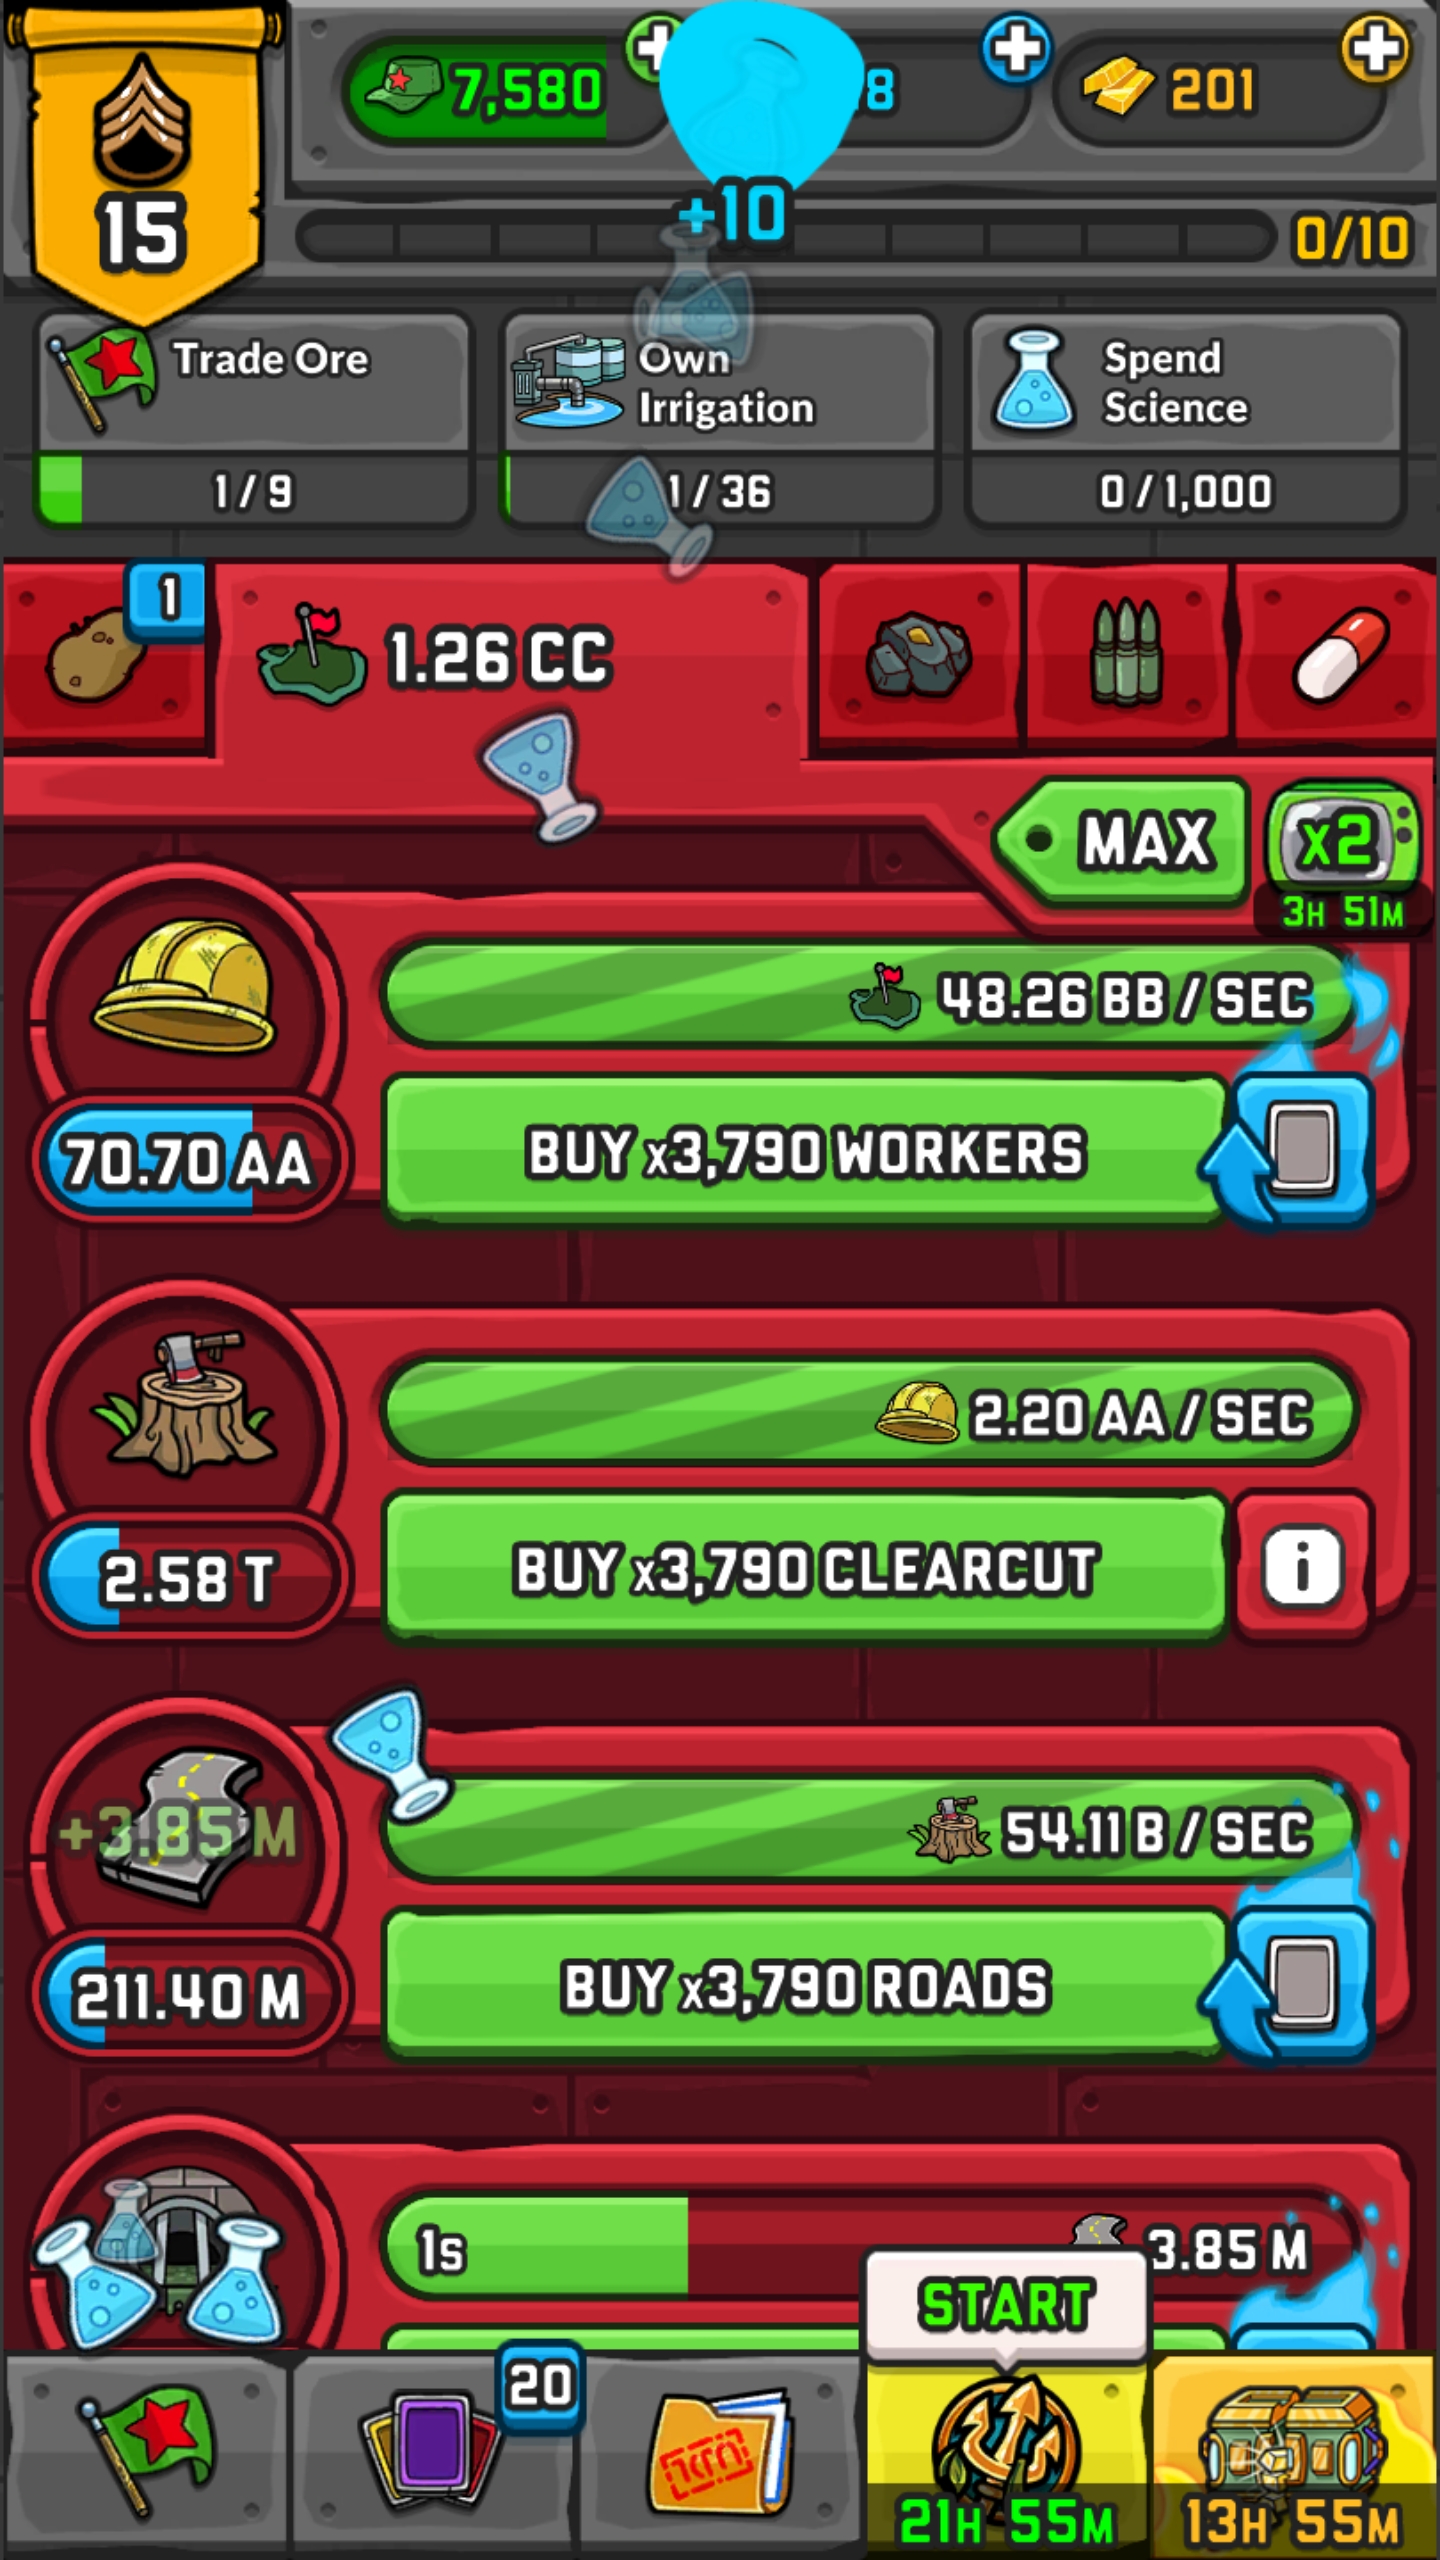 7,580
8
201
+10
15
0/10
Trade Ore
Own
Irrigation
Spend
Science
1/9
1/36
0/1,000
1
1.26 CC
MAX
x2
3H 51M
48.26 BB/SEC
70.70 AA
BUY x3,790 WORKERS
2.20 AA/SEC
2.58 T
BUY x3,790 CLEARCUT
i
+3.85 M
54.11 B/SEC
211.40 M
BUY x3,790 ROADS
1s
3.85 M
START
20
21H 55M
13H 55M